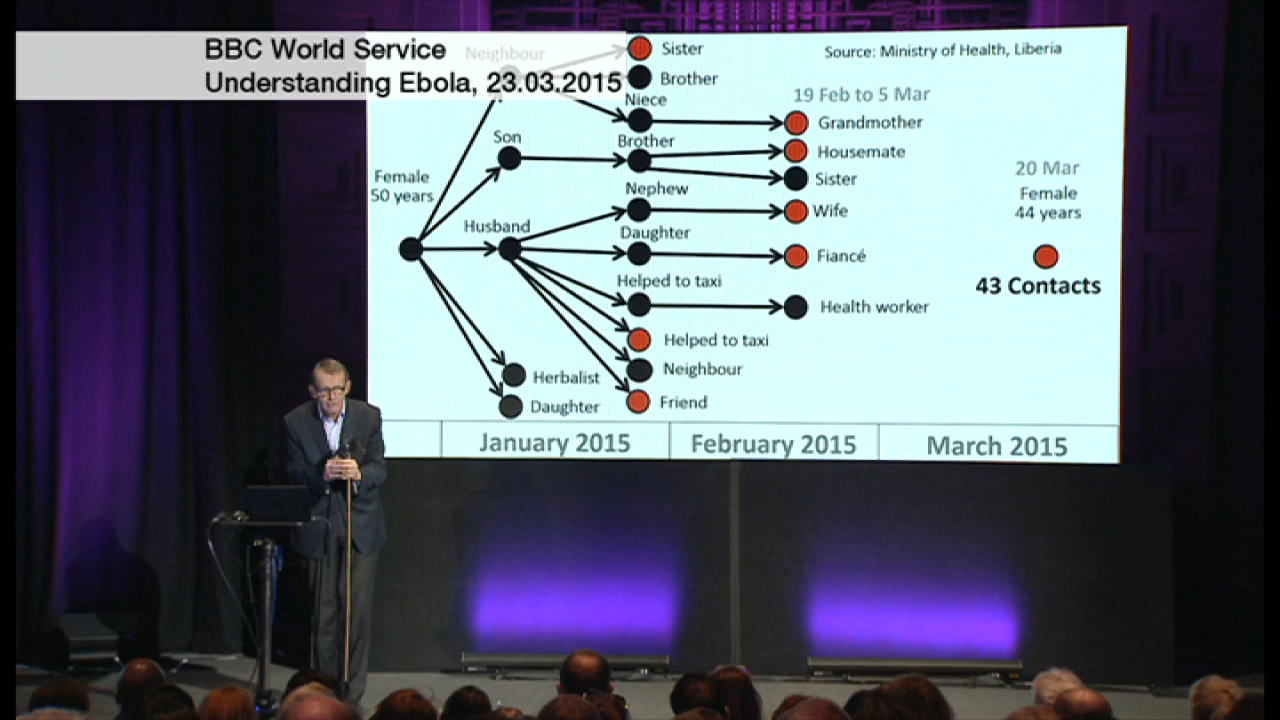 BBC World Service
Understanding Ebola, 23.03.2015
Neighbour
Sister
Source: Ministry of Health, Liberia
Brother
19 Feb to 5 Mar
Niece
Grandmother
Son
Brother
Housemate
20 Mar
Female
50 years
Sister
Female
44 years
Nephew
Wife
Husband
Daughter
Fiancé
43 Contacts
Helped to taxi
Health worker
Helped to taxi
Herbalist
Neighbour
Daughter
Friend
January 2015
February 2015
March 2015